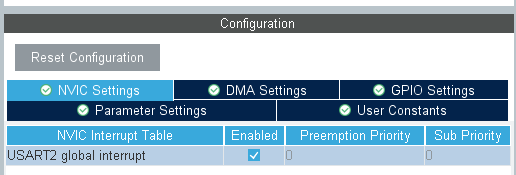 Configuration
Reset Configuration
NVIC Settings DMA Settings GPIO Settings
Parameter Settings User Constants
NVIC Interrupt Table Enabled Preemption Priority Sub Priority
USART2 global interrupt 0 0